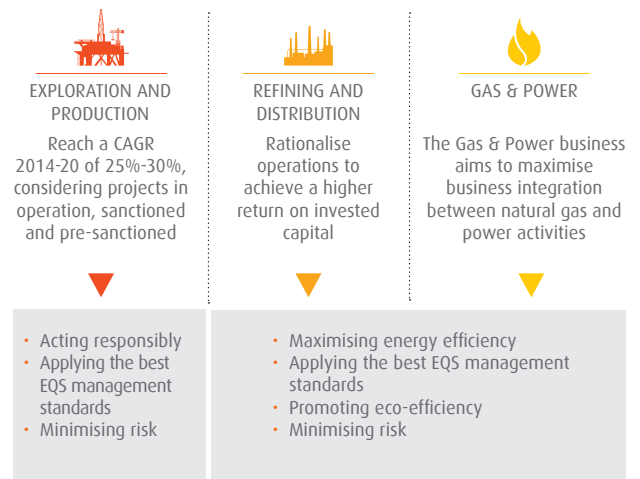 EXPLORATION AND
PRODUCTION
Reach a CAGR
2014-20 of 25%-30%,
considering projects in
operation, sanctioned
and pre-sanctioned
REFINING AND
DISTRIBUTION
Rationalise
operations to
achieve a higher
return on invested
capital
GAS & POWER
The Gas & Power business
aims to maximise
business integration
between natural gas and
power activities
• Acting responsibly
• Applying the best
EQS management
standards
• Minimising risk
• Maximising energy efficiency
• Applying the best EQS management
standards
• Promoting eco-efficiency
• Minimising risk